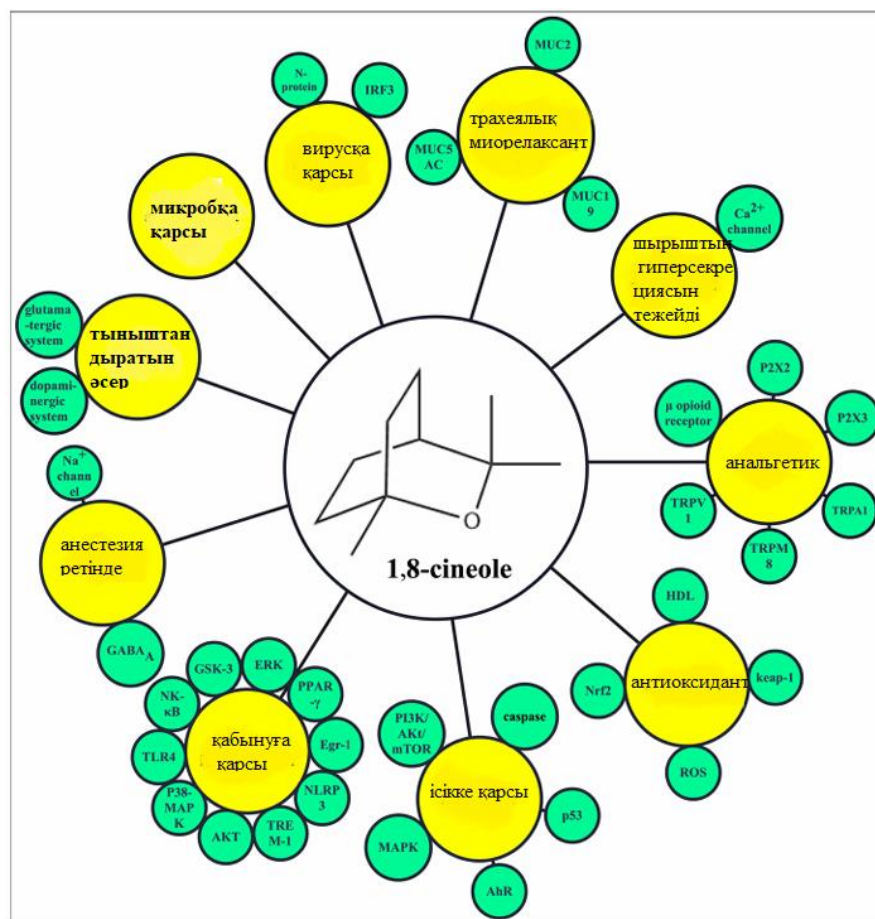 MUC2
N-
protein
IRF3
трахеялық
миорелаксант
MUC5
AC
вирусқа
қарсы
MUC1
9
Ca2+
channel
микробқа
қарсы
шырыштың
гиперсекре
циясын
тежейді
glutama
-tergic
system
тыныштан
дыратын
әсер
dopami-
nergic
system
P2X2
μ opioid
receptor
P2X3
анальгетик
TRPV
1
TRPA1
TRPM
8
Na+
chann
el
анестезия
ретінде
GABAA
O
1,8-cineole
HDL
Nrf2
антиоксидант
keap-1
ROS
GSK-3
ERK
NK-
κB
PPAR
-γ
қабынуға
қарсы
Egr-1
TLR4
NLRP
3
P38-
MAP
K
AKT
TRE
M-1
PI3K/
AKt/
mTOR
caspase
ісікке қарсы
p53
MAPK
AhR